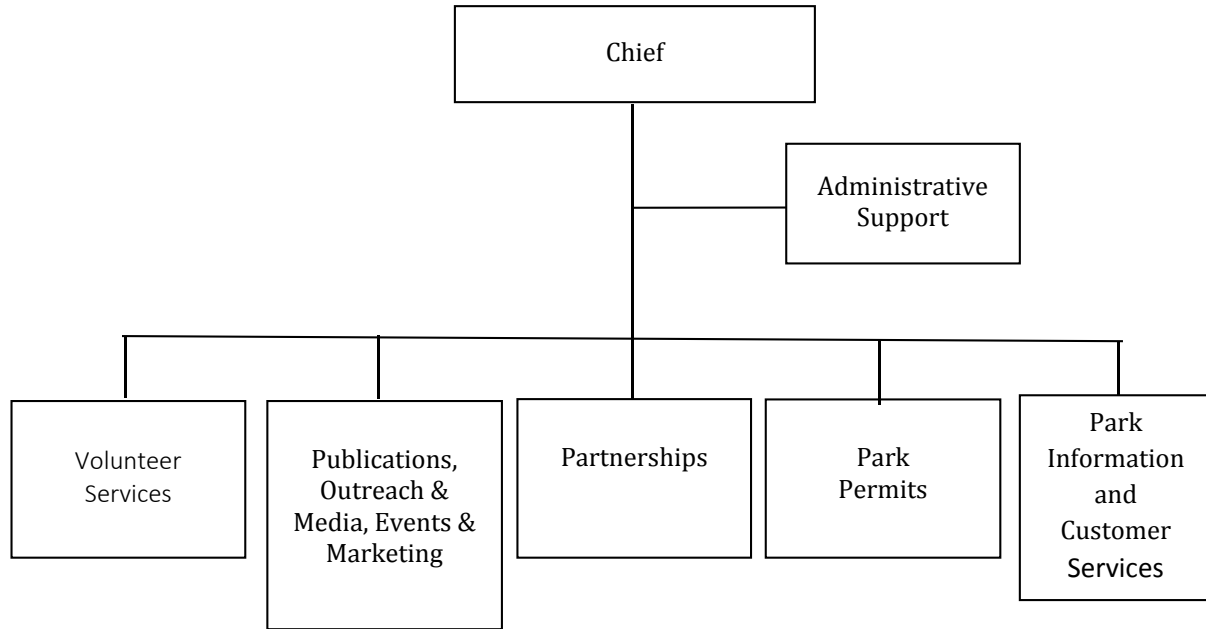 Chief
Administrative
Support
Volunteer
Services
Publications,
Outreach &
Media, Events &
Marketing
Partnerships
Park
Permits
Park
Information
and
Customer
Services